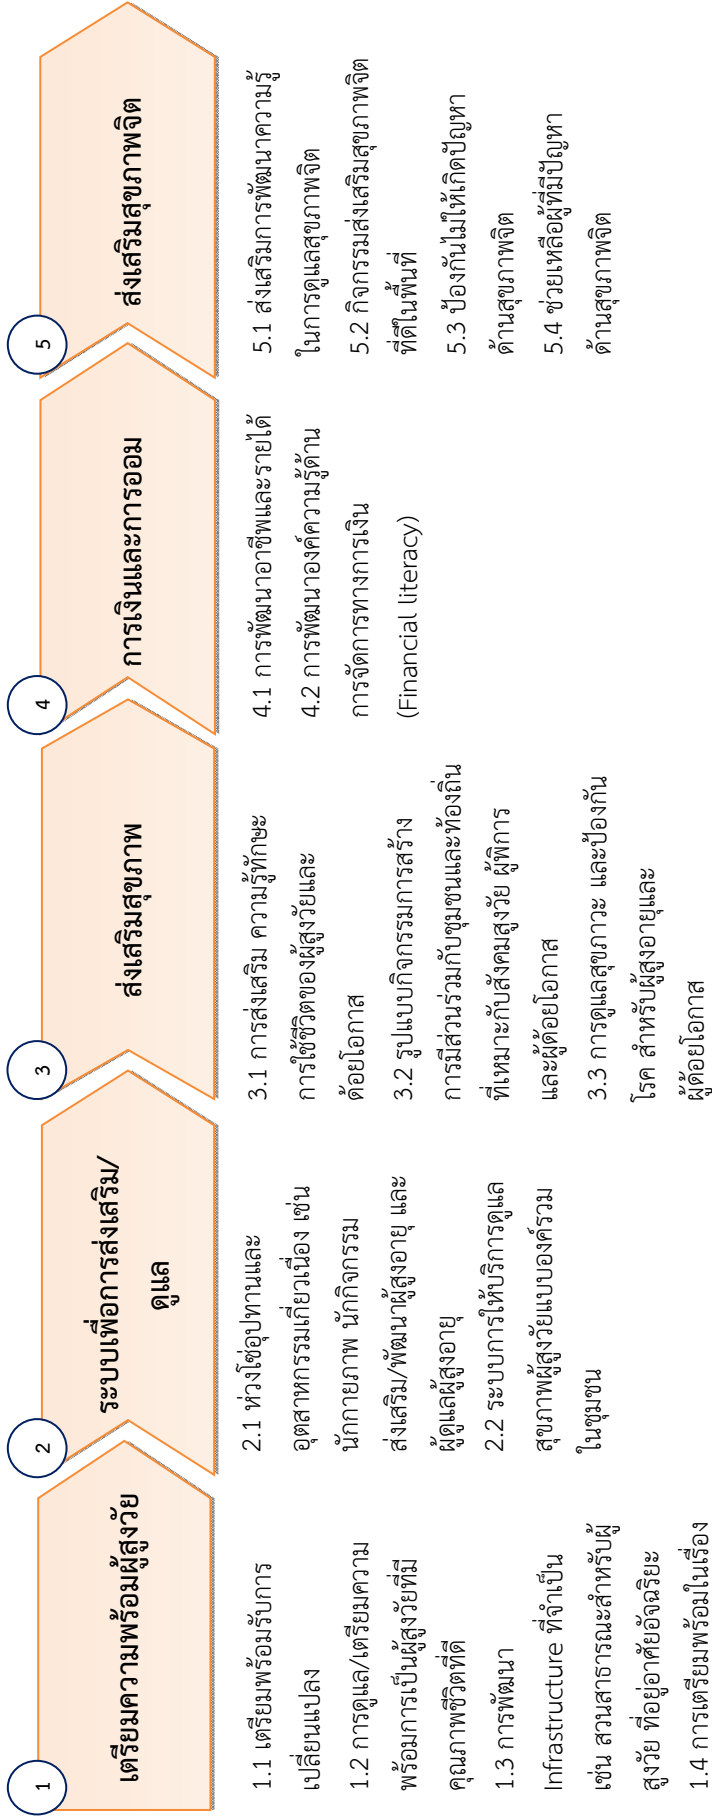 1
เตรียมความพร้อมผู้สูงวัย
1.1 เตรียมพร้อมรับการ
เปลี่ยนแปลง
1.2 การดูแล/เตรียมความ
พร้อมการเป็นผู้สูงวัยที่มี
คุณภาพชีวิตที่ดี
1.3 การพัฒนา
Infrastructure ที่จำเป็น
เช่น สวนสาธารณะสำหรับผู้
สูงวัย ที่อยู่อาศัยอัจฉริยะ
1.4 การเตรียมพร้อมในเรื่อง
2
ระบบเพื่อการส่งเสริม/
ดูแล
2.1 ห่วงโซ่อุปทานและ
อุตสาหกรรมเกี่ยวเนื่อง เช่น
นักกายภาพ นักกิจกรรม
ส่งเสริม/พัฒนาผู้สูงอายุ และ
ผู้ดูแลผู้สูงอายุ
2.2 ระบบการให้บริการดูแล
สุขภาพผู้สูงวัยแบบองค์รวม
ในชุมชน
3
ส่งเสริมสุขภาพ
3.1 การส่งเสริม ความรู้ทักษะ
การใช้ชีวิตของผู้สูงวัยและ
ด้อยโอกาส
3.2 รูปแบบกิจกรรมการสร้าง
การมีส่วนร่วมกับชุมชนและท้องถิ่น
ที่เหมาะกับสังคมสูงวัย ผู้พิการ
และผู้ด้อยโอกาส
3.3 การดูแลสุขภาวะ และป้องกัน
โรค สำหรับผู้สูงอายุและ
ผู้ด้อยโอกาส
4
การเงินและการออม
4.1 การพัฒนาอาชีพและรายได้
4.2 การพัฒนาองค์ความรู้ด้าน
การจัดการทางการเงิน
(Financial literacy)
5
ส่งเสริมสุขภาพจิต
5.1 ส่งเสริมการพัฒนาความรู้
ในการดูแลสุขภาพจิต
5.2 กิจกรรมส่งเสริมสุขภาพจิต
ที่ดีในพื้นที่
5.3 ป้องกันไม่ให้เกิดปัญหา
ด้านสุขภาพจิต
5.4 ช่วยเหลือผู้ที่มีปัญหา
ด้านสุขภาพจิต